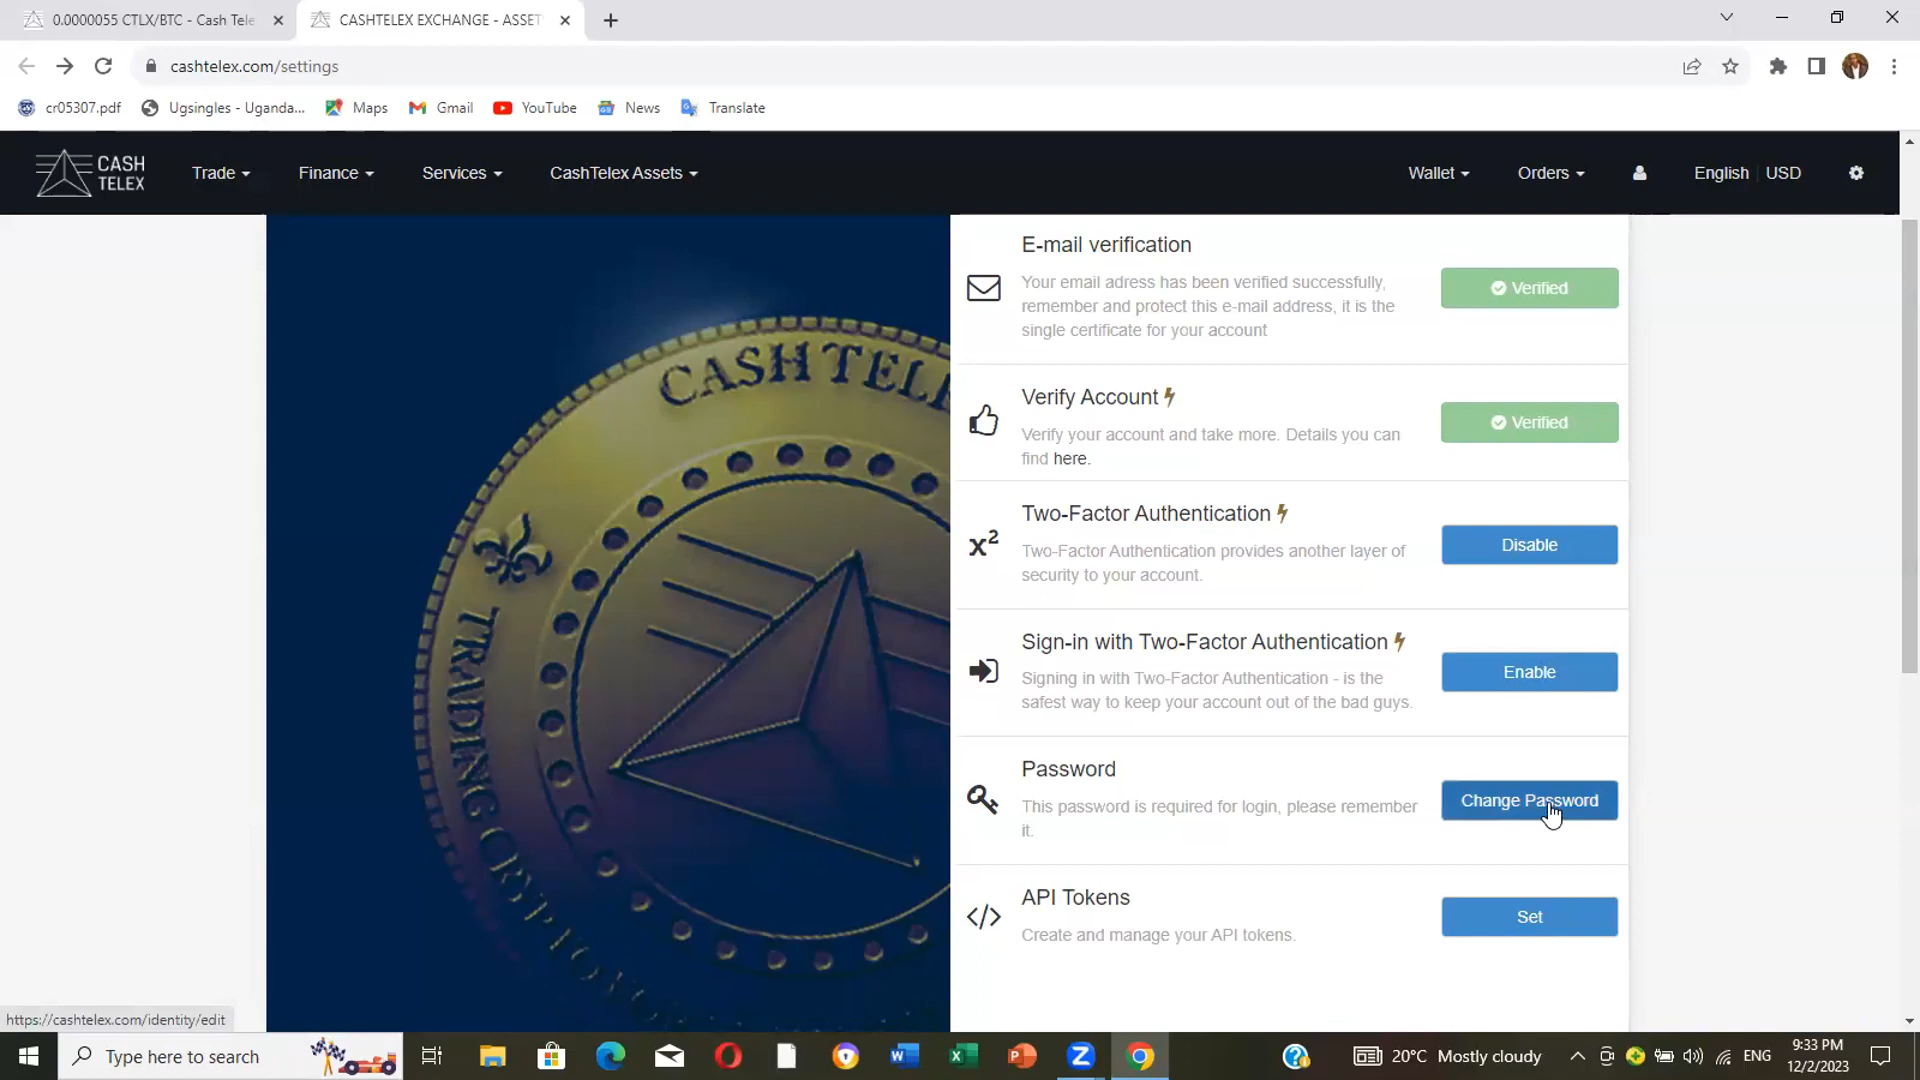 0.0000055 CTLX/BTC - Cash Tele
CASHTELEX EXCHANGE - ASSET
cashtelex.com/settings
cr05307.pdf
Ugsingles - Uganda...
Maps
Gmail
YouTube
News
Translate
CASH TELEX
Trade
Finance
Services
CashTelex Assets
Wallet
Orders
English
USD
CASH TELE
TRADING CRYPTO
E-mail verification
Your email adress has been verified successfully,
remember and protect this e-mail address, it is the
single certificate for your account
Verified
Verify Account
Verify your account and take more. Details you can
find here.
Verified
Two-Factor Authentication
x²
Two-Factor Authentication provides another layer of
security to your account.
Disable
Sign-in with Two-Factor Authentication
Signing in with Two-Factor Authentication - is the
safest way to keep your account out of the bad guys.
Enable
Password
This password is required for login, please remember
it.
Change Password
API Tokens
Create and manage your API tokens.
Set
https://cashtelex.com/identity/edit
Type here to search
20°C Mostly cloudy
ENG
9:33 PM
12/2/2023